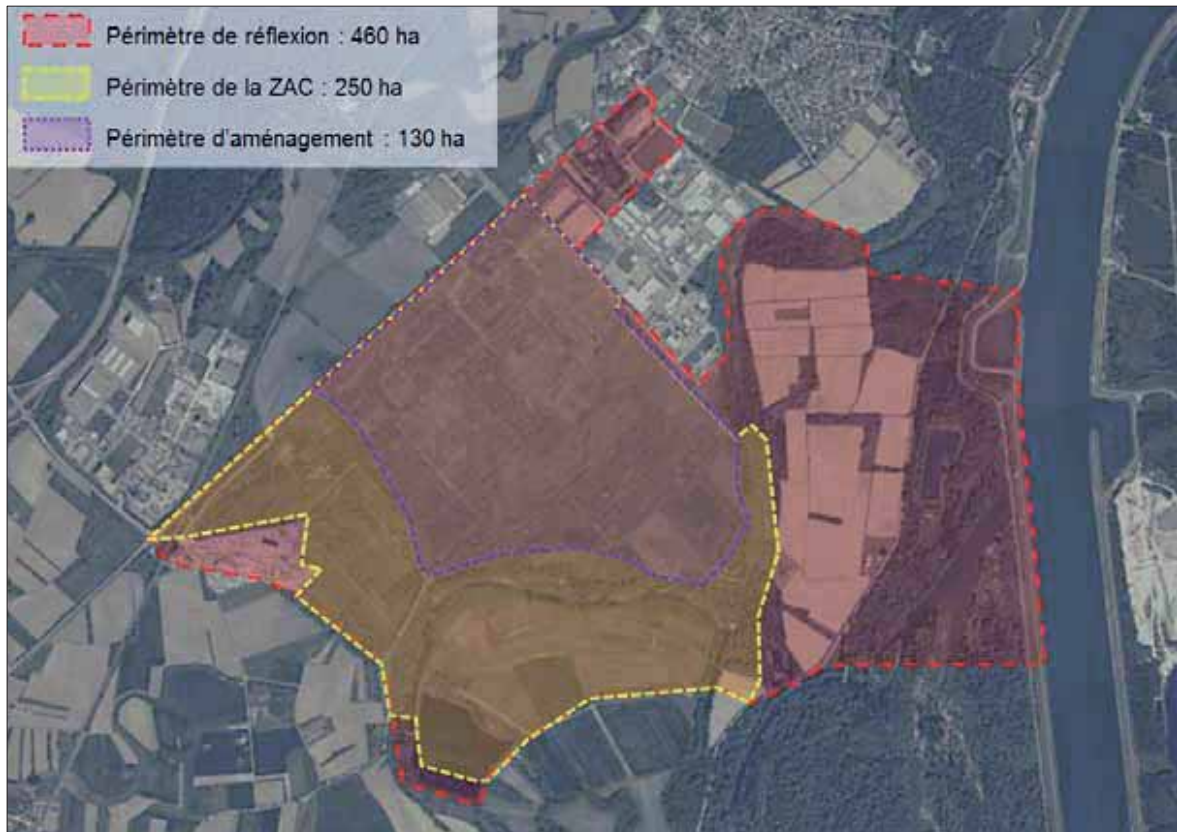 Périmètre de réflexion : 460 ha
Périmètre de la ZAC : 250 ha
Périmètre d'aménagement : 130 ha